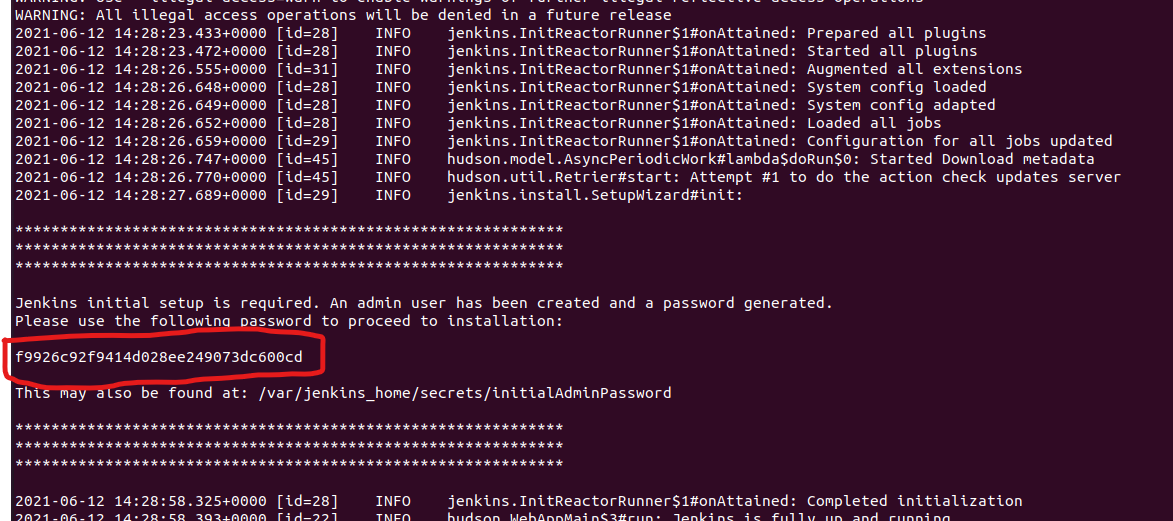 WARNING: All illegal access operations will be denied in a future release
2021-06-12 14:28:23.433+0000 [id=28] INFO jenkins.InitReactorRunner$1#onAttained: Prepared all plugins
2021-06-12 14:28:23.472+0000 [id=28] INFO jenkins.InitReactorRunner$1#onAttained: Started all plugins
2021-06-12 14:28:26.555+0000 [id=31] INFO jenkins.InitReactorRunner$1#onAttained: Augmented all extensions
2021-06-12 14:28:26.648+0000 [id=28] INFO jenkins.InitReactorRunner$1#onAttained: System config loaded
2021-06-12 14:28:26.649+0000 [id=28] INFO jenkins.InitReactorRunner$1#onAttained: System config adapted
2021-06-12 14:28:26.652+0000 [id=28] INFO jenkins.InitReactorRunner$1#onAttained: Loaded all jobs
2021-06-12 14:28:26.659+0000 [id=29] INFO jenkins.InitReactorRunner$1#onAttained: Configuration for all jobs updated
2021-06-12 14:28:26.747+0000 [id=45] INFO hudson.model.AsyncPeriodicWork#lambda$doRun$0: Started Download metadata
2021-06-12 14:28:26.770+0000 [id=45] INFO hudson.util.Retrier#start: Attempt #1 to do the action check updates server
2021-06-12 14:28:27.689+0000 [id=29] INFO jenkins.install.SetupWizard#init:
*************************************************************
*************************************************************
*************************************************************
Jenkins initial setup is required. An admin user has been created and a password generated.
Please use the following password to proceed to installation:
f9926c92f9414d028ee249073dc600cd
This may also be found at: /var/jenkins_home/secrets/initialAdminPassword
*************************************************************
*************************************************************
*************************************************************
2021-06-12 14:28:58.325+0000 [id=28] INFO jenkins.InitReactorRunner$1#onAttained: Completed initialization
2021-06-12 14:28:58.393+0000 [id=22] INFO hudson.WebAppMain$3#run: Jenkins is fully up and running